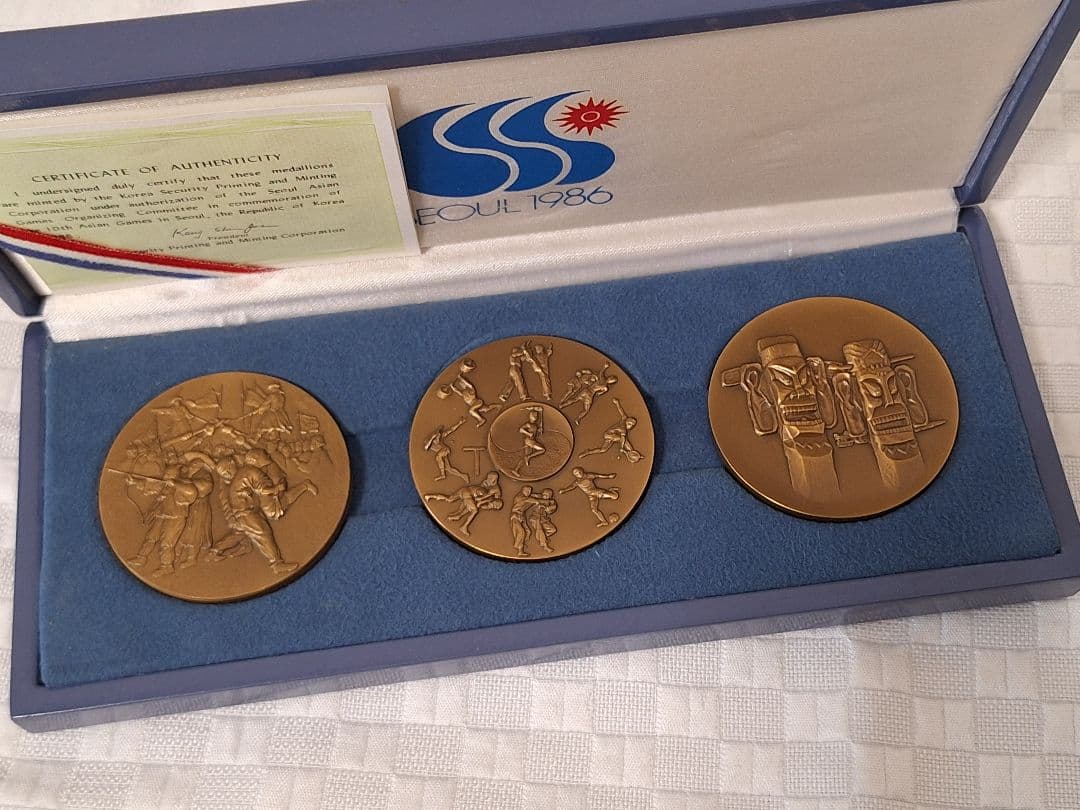 CERTIFICATE OF AUTHENTICITY
I undersigned duly certify that these medallions
are minted by the Korea Security Printing and Minting
Corporation under authorization of the Seoul Asian
Games Organizing Committee in commemoration of
10th Asian Games in Seoul, the Republic of Korea
President
Security Printing and Minting Corporation
SEOUL 1986